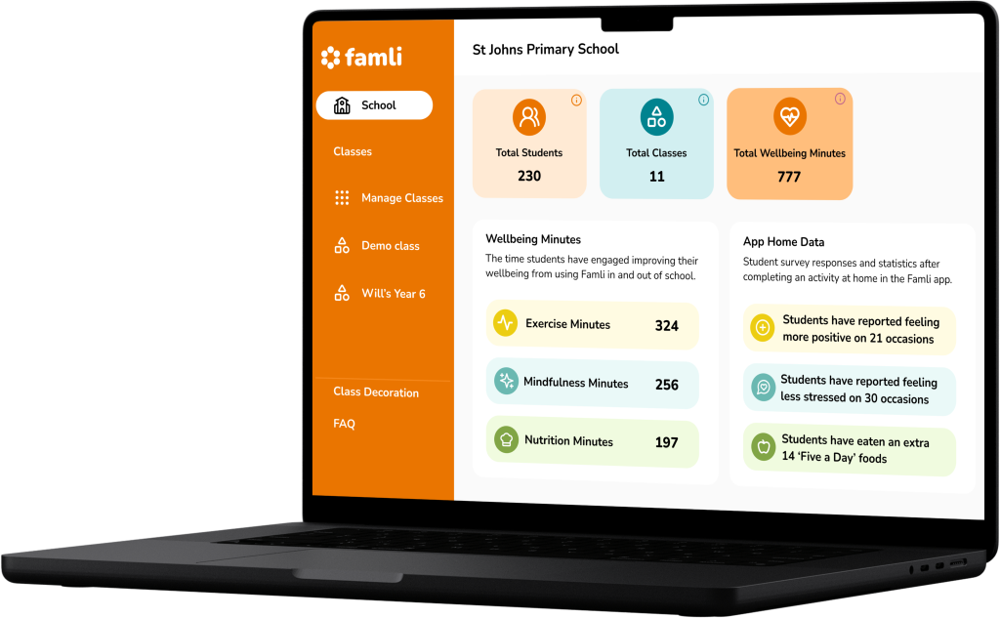 famli
School
Classes
Manage Classes
Demo class
Will's Year 6
Class Decoration
FAQ
St Johns Primary School
Total Students
230
Total Classes
11
Total Wellbeing Minutes
777
Wellbeing Minutes
The time students have engaged improving their
wellbeing from using Famli in and out of school.
Exercise Minutes 324
Mindfulness Minutes 256
Nutrition Minutes 197
App Home Data
Student survey responses and statistics after
completing an activity at home in the Famli app.
Students have reported feeling
more positive on 21 occasions
Students have reported feeling
less stressed on 30 occasions
Students have eaten an extra
14 ‘Five a Day’ foods